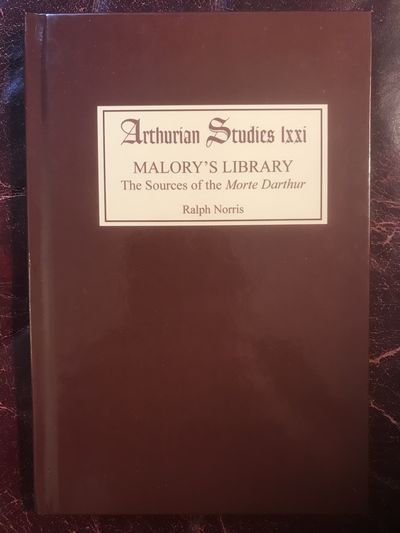 Arthurian Studies lxxi
MALORY'S LIBRARY
The Sources of the Morte Darthur
Ralph Norris